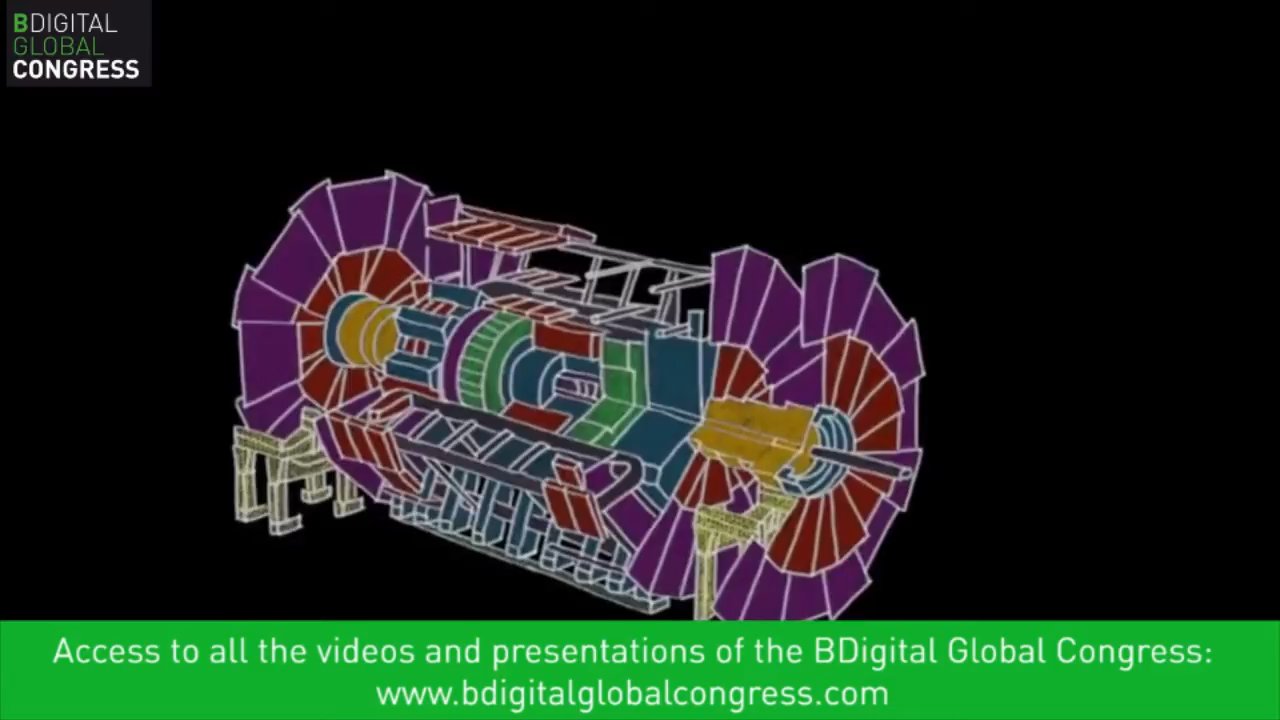 BDIGITAL
GLOBAL
CONGRESS
Access to all the videos and presentations of the BDigital Global Congress:
www.bdigitalglobalcongress.com